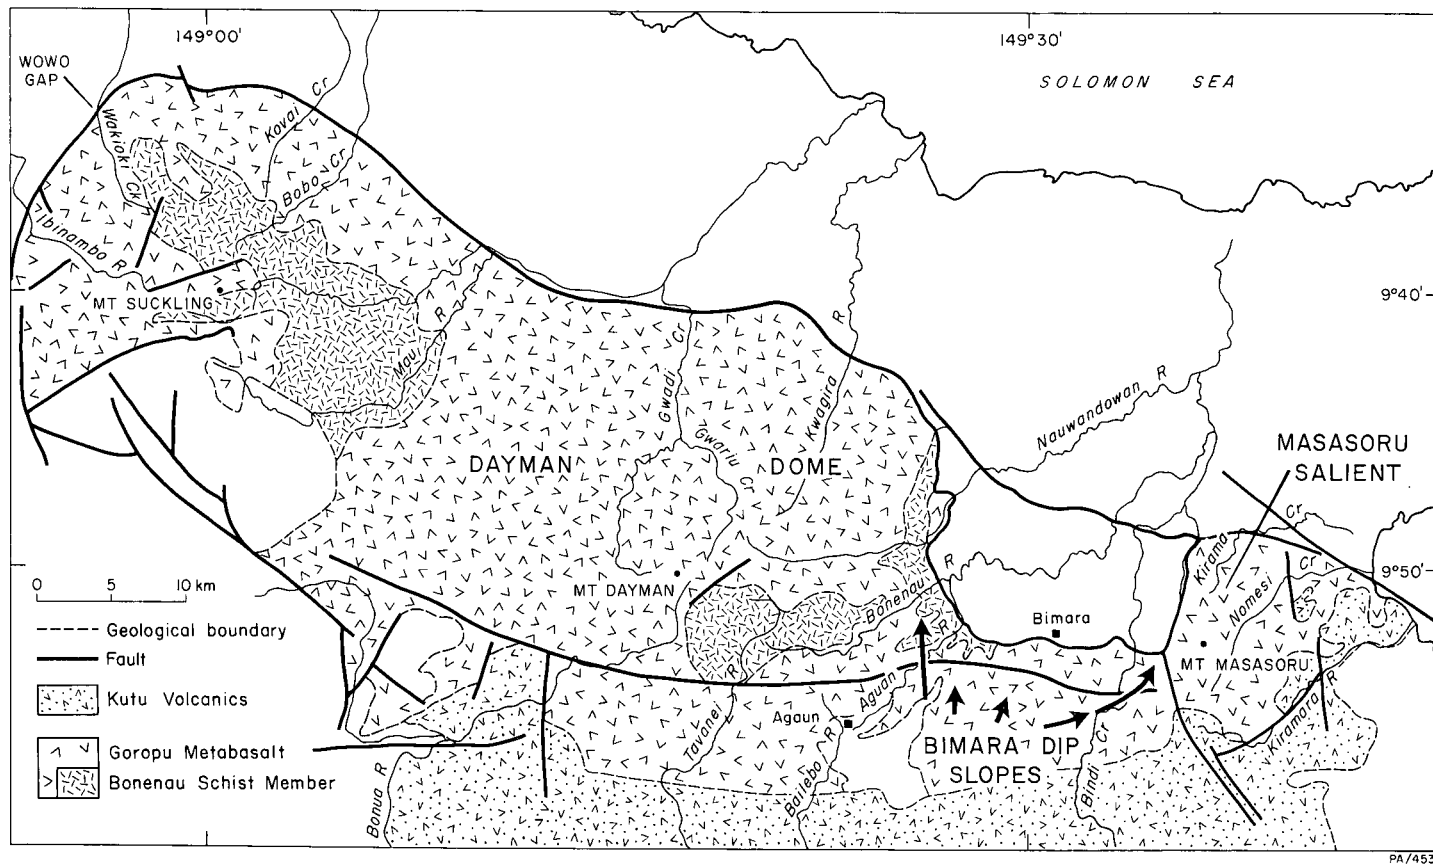 149°00'
149°30'
WOWO
GAP
SOLOMON SEA
Wakioki Ck
Kovai Cr
Bobo Cr
Ibinambo R
MT SUCKLING
9°40'
Maui R
Gwadi Cr
Kwagira R
Nauwandowan R
DAYMAN DOME
Gwariu Cr
MASASORU
SALIENT
Kirama Cr
Nomesi Cr
9°50'
MT DAYMAN
Bonenau R
Bimara
MT MASASORU
0 5 10 km
Geological boundary
Fault
Kutu Volcanics
Goropu Metabasalt
Bonenau Schist Member
Bonua R
Tavanei R
Agaun
Aguan R
Bailebo R
BIMARA DIP
SLOPES
Bindi Cr
Kiramara R
PA/453